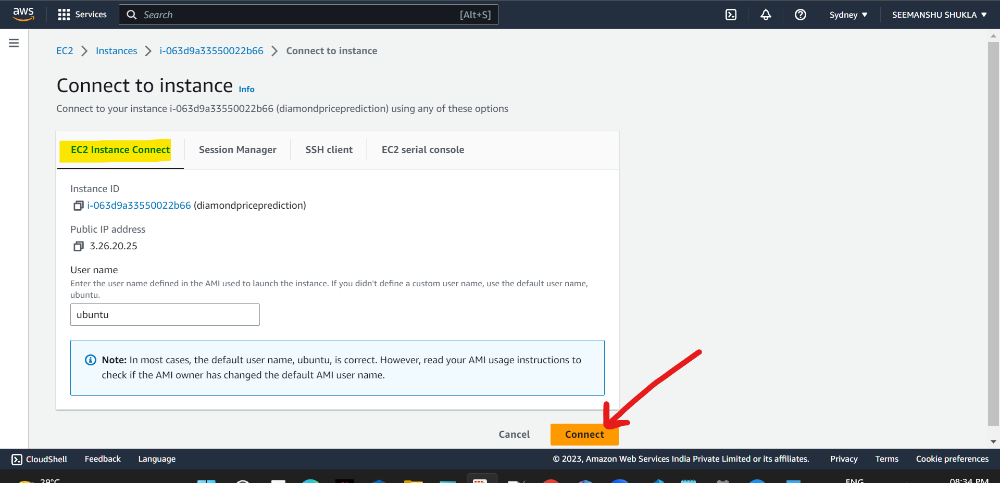 aws Services Search [Alt+S] Sydney SEEMANSHU SHUKLA
EC2 Instances i-063d9a33550022b66 Connect to instance
Connect to instance Info
Connect to your instance i-063d9a33550022b66 (diamondpriceprediction) using any of these options
EC2 Instance Connect Session Manager SSH client EC2 serial console
Instance ID
i-063d9a33550022b66 (diamondpriceprediction)
Public IP address
3.26.20.25
User name
Enter the user name defined in the AMI used to launch the instance. If you didn't define a custom user name, use the default user name,
ubuntu.
ubuntu
Note: In most cases, the default user name, ubuntu, is correct. However, read your AMI usage instructions to
check if the AMI owner has changed the default AMI user name.
Cancel Connect
CloudShell Feedback Language © 2023, Amazon Web Services India Private Limited or its affiliates. Privacy Terms Cookie preferences
29°C ENG 08:34 PM